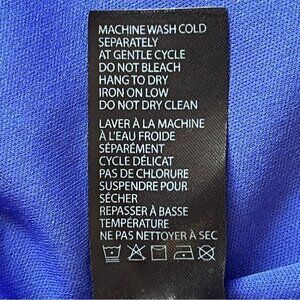 MACHINE WASH COLD
SEPARATELY
AT GENTLE CYCLE
DO NOT BLEACH
HANG TO DRY
IRON ON LOW
DO NOT DRY CLEAN
LAVER À LA MACHINE
À L'EAU FROIDE
SÉPARÉMENT
CYCLE DÉLICAT
PAS DE CHLORURE
SUSPENDRE POUR
SÉCHER
REPASSER À BASSE
TEMPÉRATURE
NE PAS NETTOYER À SEC